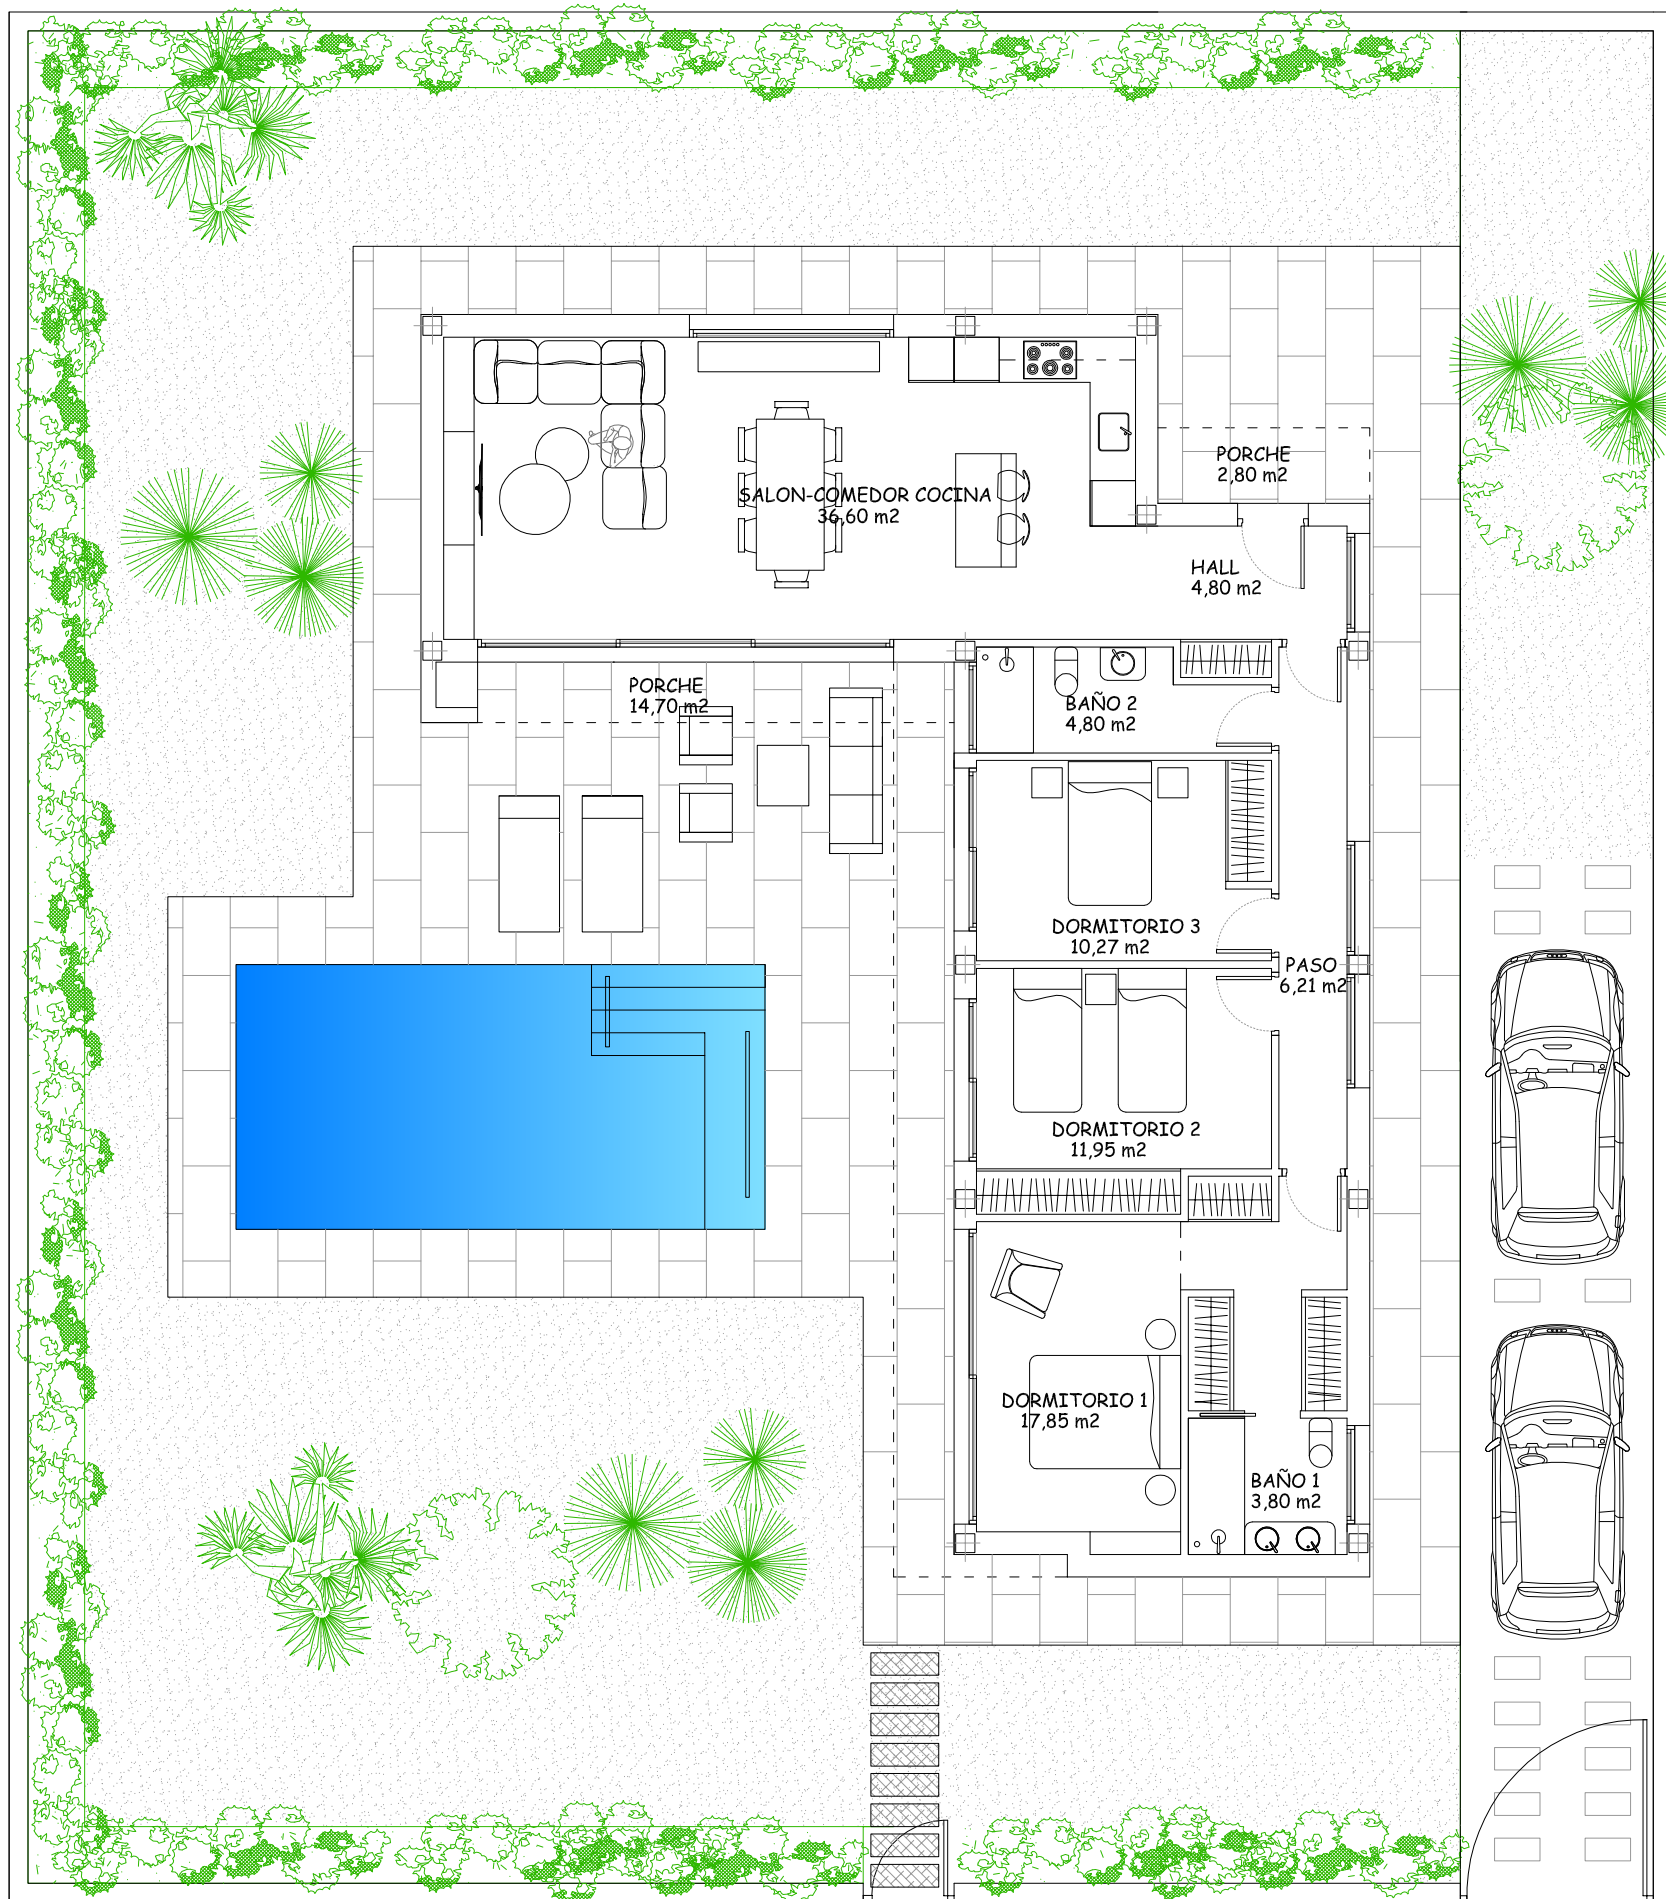 PORCHE
2,80 m2
SALON-COMEDOR COCINA
36,60 m2
HALL
4,80 m2
PORCHE
14,70 m2
BAÑO 2
4,80 m2
DORMITORIO 3
10,27 m2
PASO
6,21 m2
DORMITORIO 2
11,95 m2
DORMITORIO 1
17,85 m2
BAÑO 1
3,80 m2